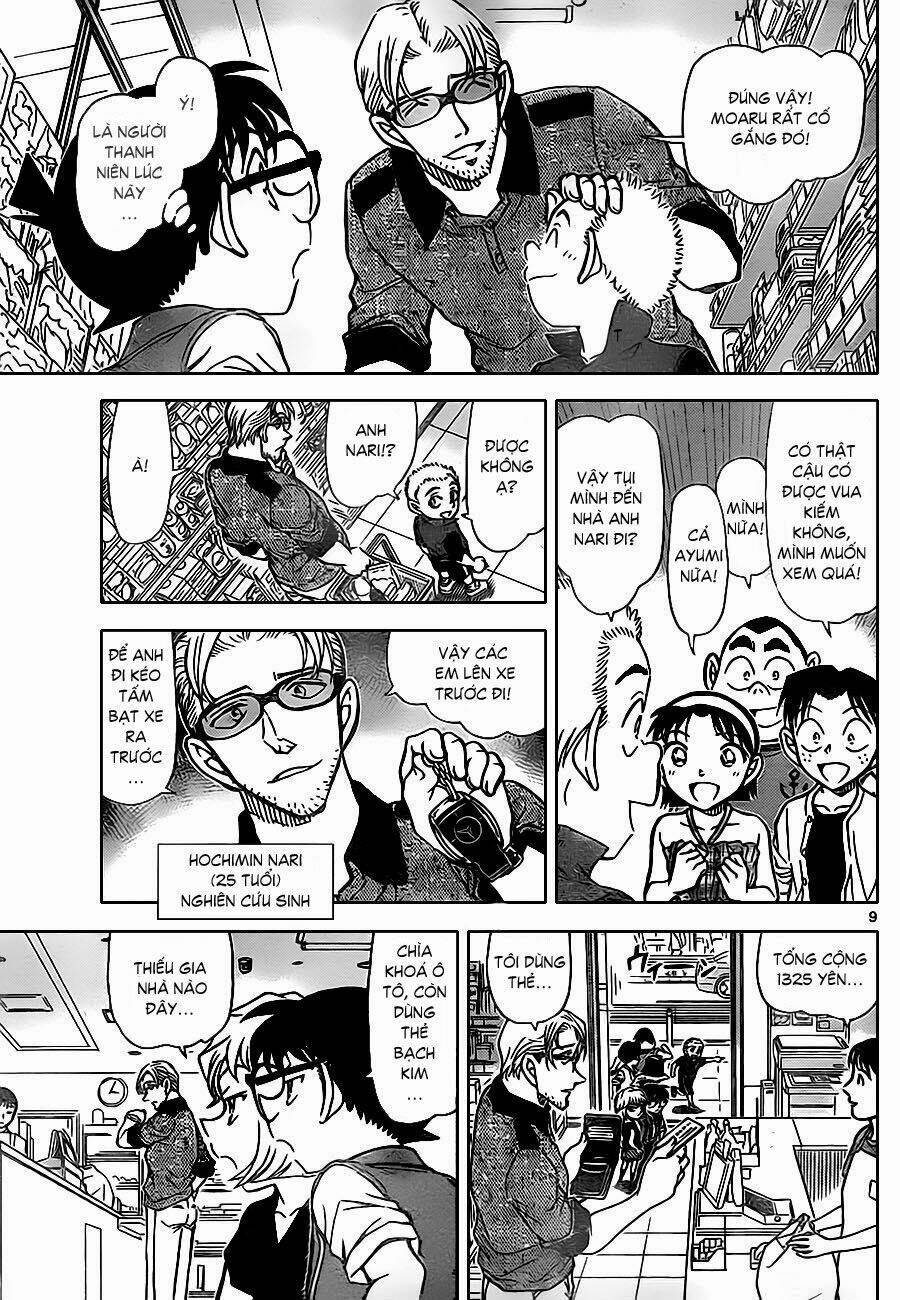 ĐÚNG VẬY!
MOARU RẤT CỐ
GẮNG ĐÓ!
Ý!
LÀ NGƯỜI
THANH
NIÊN LÚC
NÃY
...
CÓ THẬT
CẬU CÓ
ĐƯỢC VUA
KIẾM
KHÔNG,
MÌNH MUỐN
XEM QUÁ!
MÌNH
NỮA!
CẢ
AYUMI
NỮA!
VẬY TỤI
MÌNH ĐẾN
NHÀ ANH
NARI ĐI?
ĐƯỢC
KHÔNG
Ạ?
ANH
NARI!?
À!
VẬY CÁC
EM LÊN XE
TRƯỚC ĐI!
ĐỂ ANH
ĐI KÉO
TẤM
BẠT XE
RA
TRƯỚC
...
HOCHIMIN NARI
(25 TUỔI)
NGHIÊN CỨU SINH
9
TỔNG CỘNG
1325 YÊN...
TÔI DÙNG
THẺ...
CHÌA
KHOÁ Ô
TÔ, CÒN
DÙNG
THẺ
BẠCH
KIM
...
THIẾU GIA
NHÀ NÀO
ĐÂY...